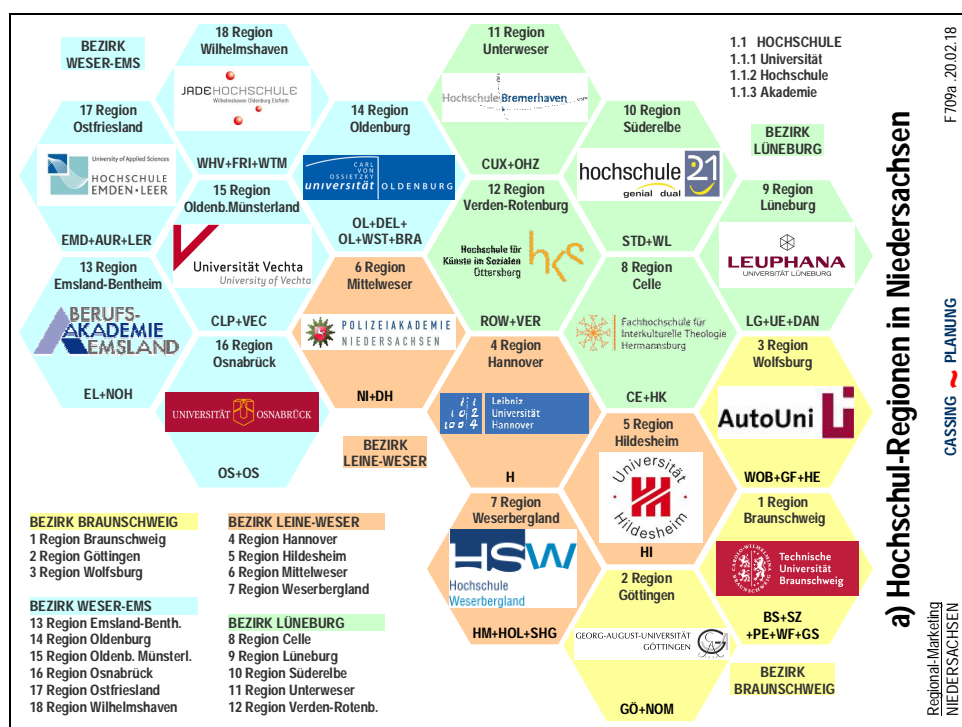 BEZIRK
WESER-EMS
18 Region
Wilhelmshaven
JADEHOCHSCHULE
Wilhelmshaven Oldenburg Elsfleth
WHV+FRI+WTM
11 Region
Unterweser
Hochschule Bremerhaven
CUX+OHZ
1.1 HOCHSCHULE
1.1.1 Universität
1.1.2 Hochschule
1.1.3 Akademie
F 709a .20.02.18
17 Region
Ostfriesland
University of Applied Sciences
HOCHSCHULE
EMDEN•LEER
EMD+AUR+LER
14 Region
Oldenburg
CARL
VON
OSSIETZKY
universität OLDENBURG
OL+DEL+
OL+WST+BRA
10 Region
Süderelbe
hochschule 21
genial dual
STD+WL
BEZIRK
LÜNEBURG
15 Region
Oldenb.Münsterland
Universität Vechta
University of Vechta
CLP+VEC
12 Region
Verden-Rotenburg
Hochschule für
Künste im Sozialen
Ottersberg
hks
ROW+VER
9 Region
Lüneburg
LEUPHANA
UNIVERSITÄT LÜNEBURG
LG+UE+DAN
13 Region
Emsland-Bentheim
BERUFS-
AKADEMIE
EMSLAND
EL+NOH
6 Region
Mittelweser
POLIZEIAKADEMIE
NIEDERSACHSEN
NI+DH
8 Region
Celle
Fachhochschule für
Interkulturelle Theologie
Hermannsburg
CE+HK
16 Region
Osnabrück
UNIVERSITÄT OSNABRÜCK
OS+OS
4 Region
Hannover
Leibniz
Universität
Hannover
H
3 Region
Wolfsburg
AutoUni
WOB+GF+HE
BEZIRK
LEINE-WESER
5 Region
Hildesheim
Universität
Hildesheim
HI
7 Region
Weserbergland
HSW
Hochschule
Weserbergland
HM+HOL+SHG
1 Region
Braunschweig
Technische
Universität
Braunschweig
BS+SZ
+PE+WF+GS
2 Region
Göttingen
GEORG-AUGUST-UNIVERSITÄT
GÖTTINGEN
GÖ+NOM
BEZIRK
BRAUNSCHWEIG
BEZIRK BRAUNSCHWEIG
1 Region Braunschweig
2 Region Göttingen
3 Region Wolfsburg
BEZIRK LEINE-WESER
4 Region Hannover
5 Region Hildesheim
6 Region Mittelweser
7 Region Weserbergland
BEZIRK WESER-EMS
13 Region Emsland-Benth.
14 Region Oldenburg
15 Region Oldenb. Münsterl.
16 Region Osnabrück
17 Region Ostfriesland
18 Region Wilhelmshaven
BEZIRK LÜNEBURG
8 Region Celle
9 Region Lüneburg
10 Region Süderelbe
11 Region Unterweser
12 Region Verden-Rotenb.
a) Hochschul-Regionen in Niedersachsen
CASSING ~ PLANUNG
Regional-Marketing
NIEDERSACHSEN